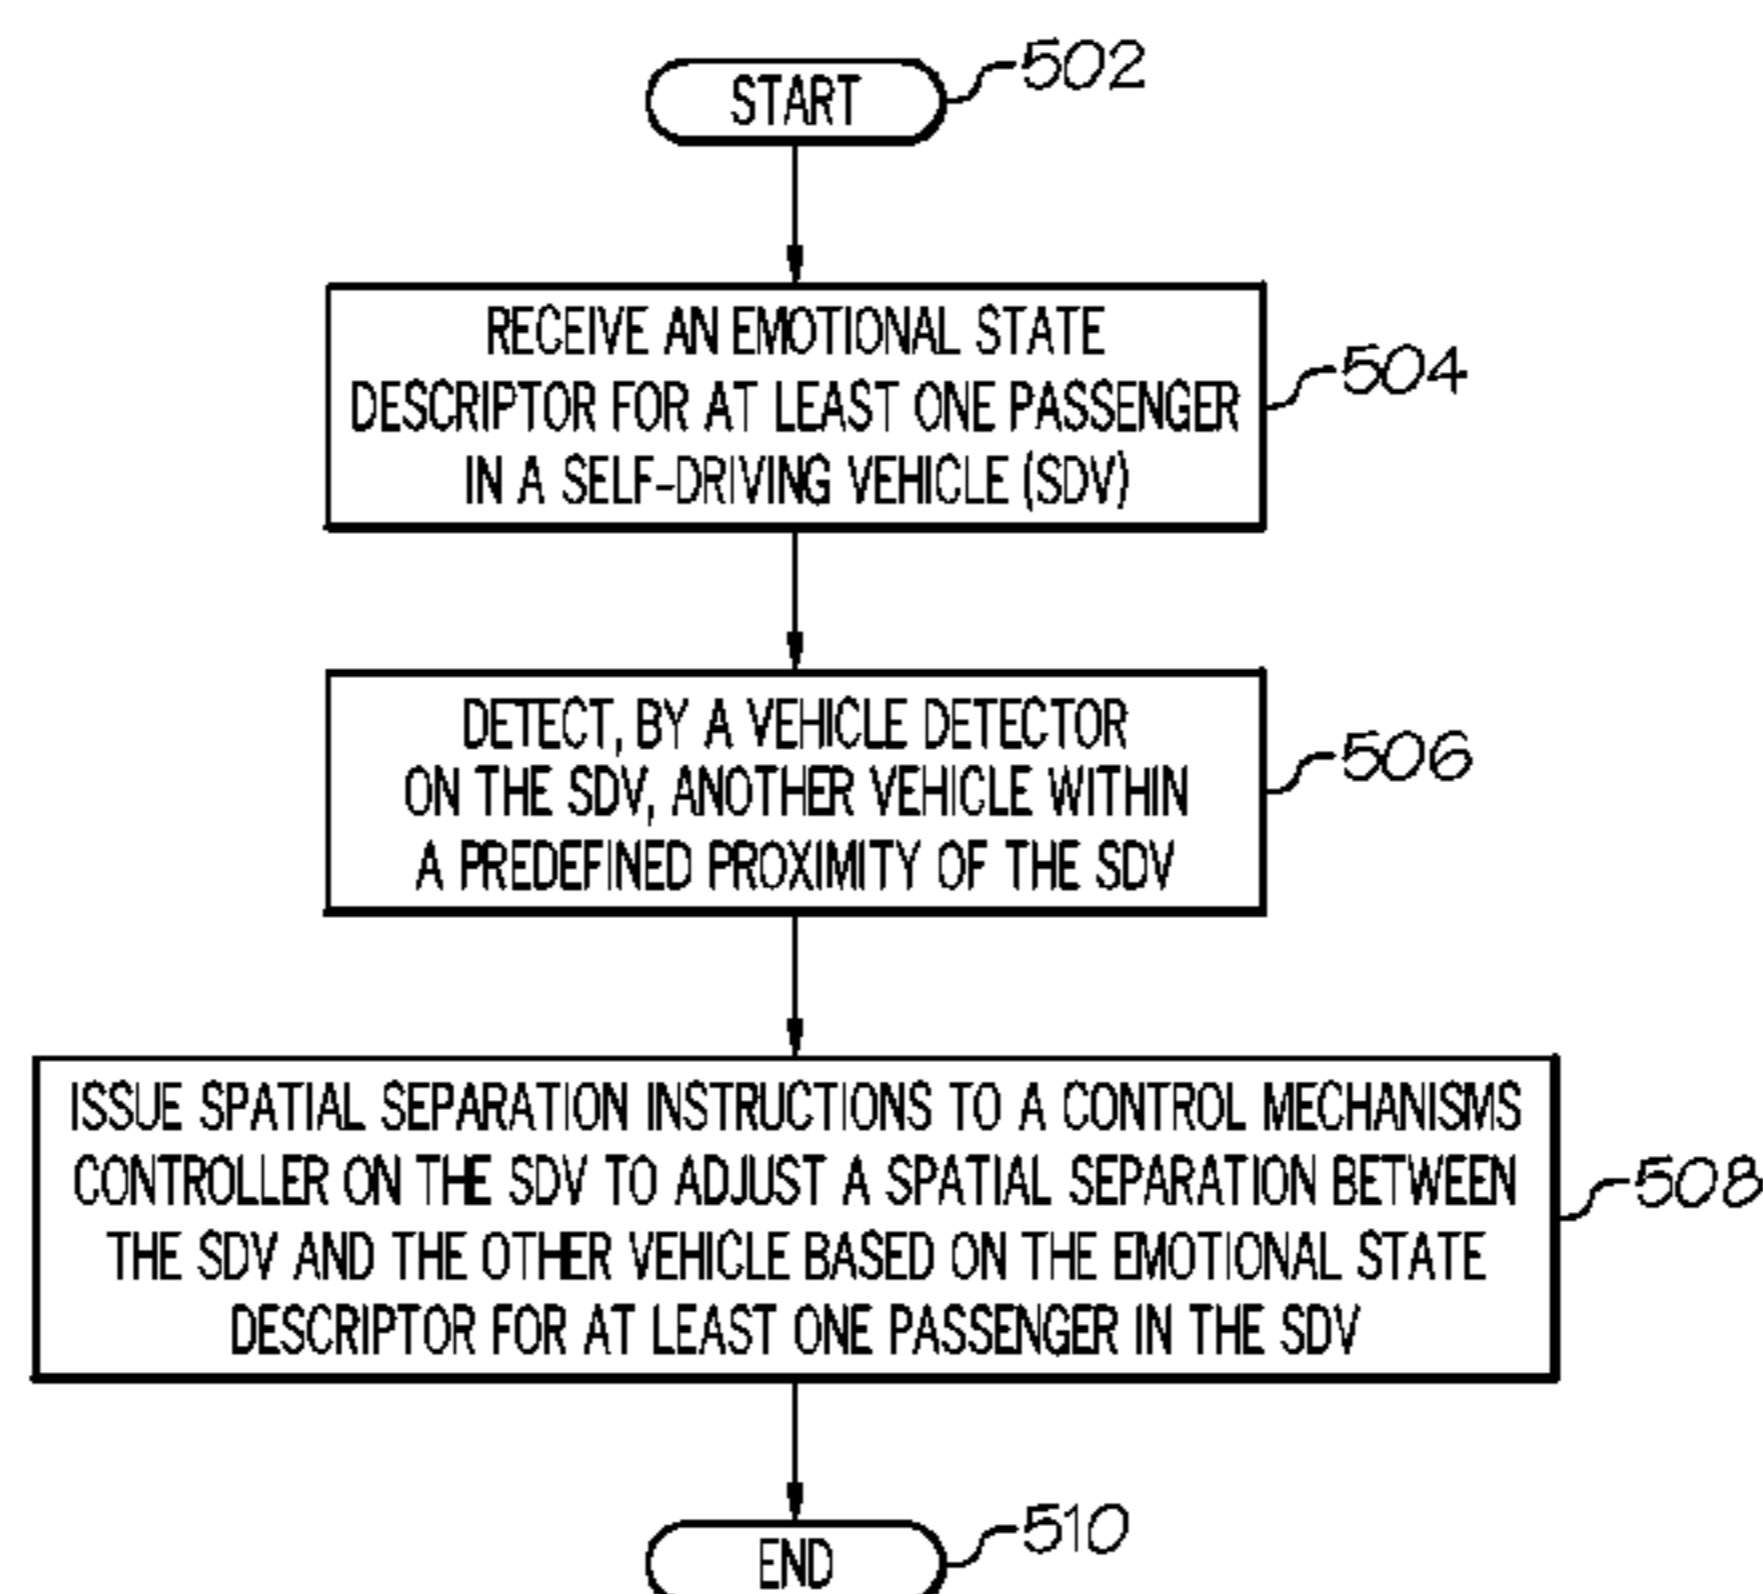 START
502
RECEIVE AN EMOTIONAL STATE
DESCRIPTOR FOR AT LEAST ONE PASSENGER
IN A SELF-DRIVING VEHICLE (SDV)
504
DETECT, BY A VEHICLE DETECTOR
ON THE SDV, ANOTHER VEHICLE WITHIN
A PREDEFINED PROXIMITY OF THE SDV
506
ISSUE SPATIAL SEPARATION INSTRUCTIONS TO A CONTROL MECHANISMS
CONTROLLER ON THE SDV TO ADJUST A SPATIAL SEPARATION BETWEEN
THE SDV AND THE OTHER VEHICLE BASED ON THE EMOTIONAL STATE
DESCRIPTOR FOR AT LEAST ONE PASSENGER IN THE SDV
508
END
510